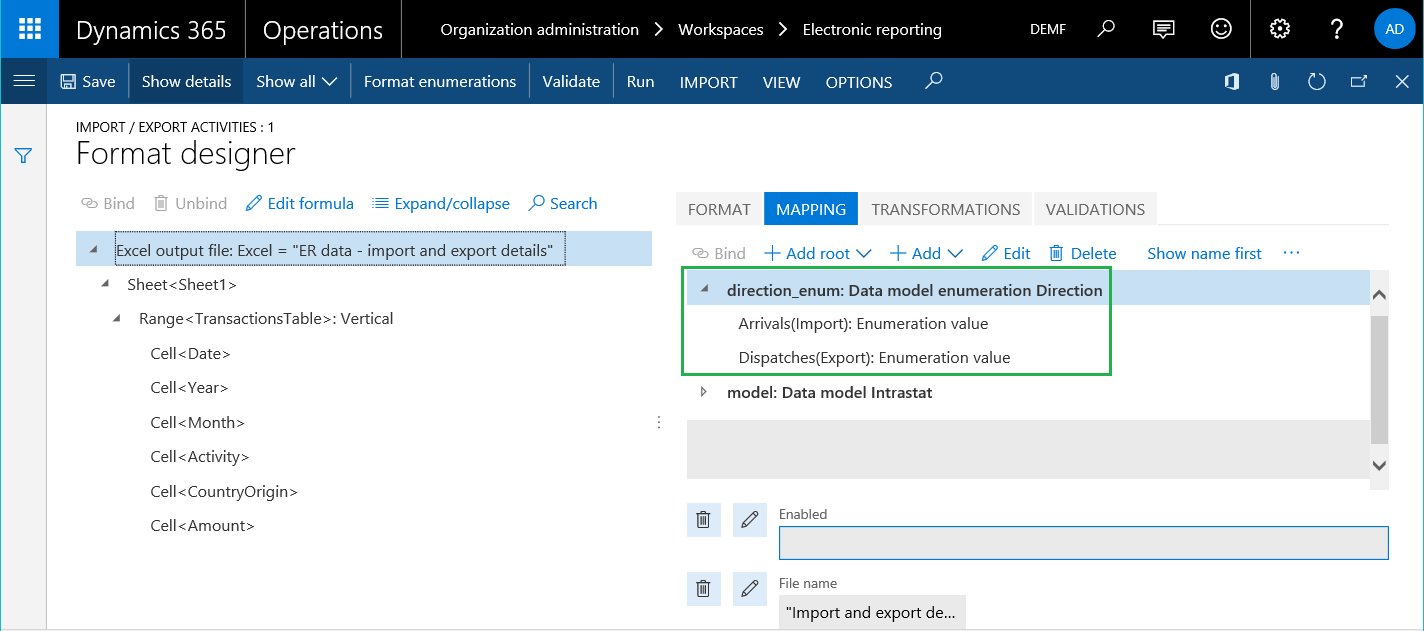 Dynamics 365 Operations Organization administration > Workspaces > Electronic reporting DEMF AD
Save Show details Show all Format enumerations Validate Run IMPORT VIEW OPTIONS
IMPORT / EXPORT ACTIVITIES : 1
Format designer
Bind Unbind Edit formula Expand/collapse Search
Excel output file: Excel = "ER data - import and export details"
Sheet<Sheet1>
Range<TransactionsTable>: Vertical
Cell<Date>
Cell<Year>
Cell<Month>
Cell<Activity>
Cell<CountryOrigin>
Cell<Amount>
FORMAT MAPPING TRANSFORMATIONS VALIDATIONS
Bind Add root Add Edit Delete Show name first ...
direction_enum: Data model enumeration Direction
Arrivals(Import): Enumeration value
Dispatches(Export): Enumeration value
model: Data model Intrastat
Enabled
File name
"Import and export de...